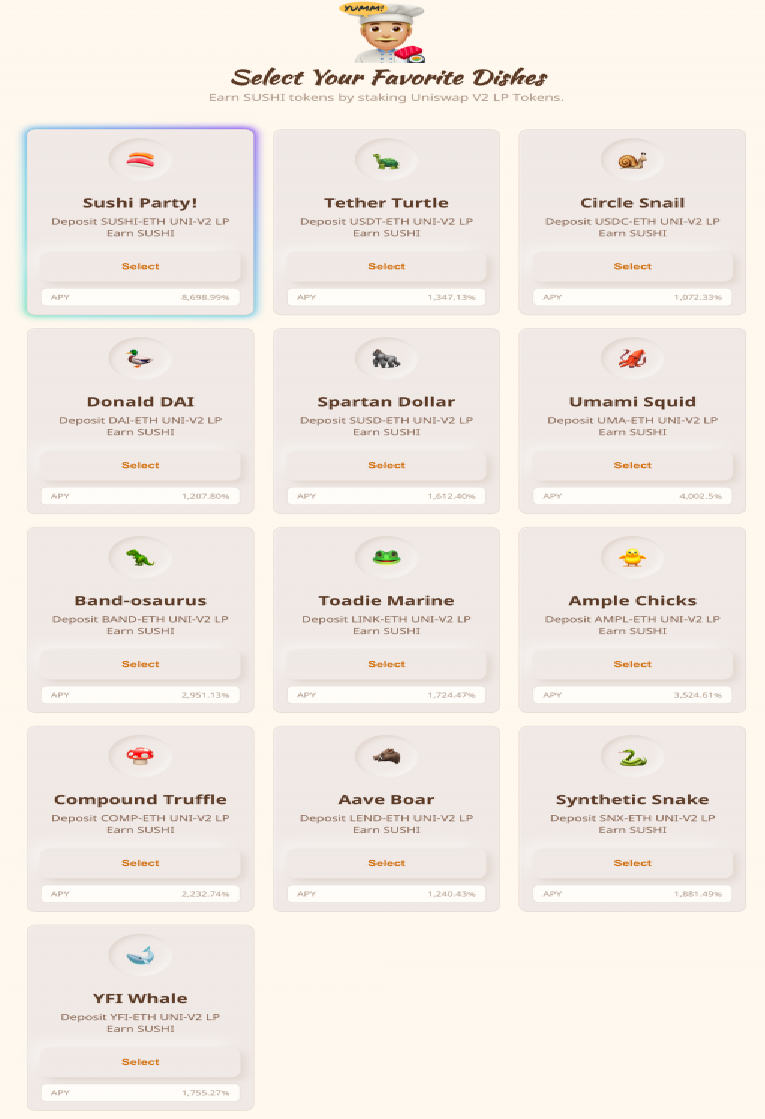 YUMMY!
Select Your Favorite Dishes
Earn SUSHI tokens by staking Uniswap V2 LP Tokens.
Sushi Party!
Deposit SUSHI-ETH UNI-V2 LP
Earn SUSHI
Select
APY 8,698.99%
Tether Turtle
Deposit USDT-ETH UNI-V2 LP
Earn SUSHI
Select
APY 1,347.13%
Circle Snail
Deposit USDC-ETH UNI-V2 LP
Earn SUSHI
Select
APY 1,072.33%
Donald DAI
Deposit DAI-ETH UNI-V2 LP
Earn SUSHI
Select
APY 1,207.80%
Spartan Dollar
Deposit SUSD-ETH UNI-V2 LP
Earn SUSHI
Select
APY 1,612.40%
Umami Squid
Deposit UMA-ETH UNI-V2 LP
Earn SUSHI
Select
APY 4,002.5%
Band-osaurus
Deposit BAND-ETH UNI-V2 LP
Earn SUSHI
Select
APY 2,951.13%
Toadie Marine
Deposit LINK-ETH UNI-V2 LP
Earn SUSHI
Select
APY 1,724.47%
Ample Chicks
Deposit AMPL-ETH UNI-V2 LP
Earn SUSHI
Select
APY 3,524.61%
Compound Truffle
Deposit COMP-ETH UNI-V2 LP
Earn SUSHI
Select
APY 2,232.74%
Aave Boar
Deposit LEND-ETH UNI-V2 LP
Earn SUSHI
Select
APY 1,240.43%
Synthetic Snake
Deposit SNX-ETH UNI-V2 LP
Earn SUSHI
Select
APY 1,881.49%
YFI Whale
Deposit YFI-ETH UNI-V2 LP
Earn SUSHI
Select
APY 1,755.27%